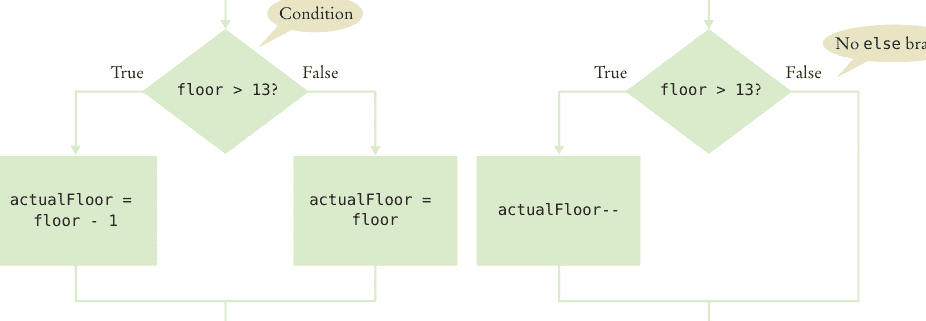 Condition
True
False
floor > 13?
actualFloor =
floor - 1
actualFloor =
floor
No else
True
False
floor > 13?
actualFloor--